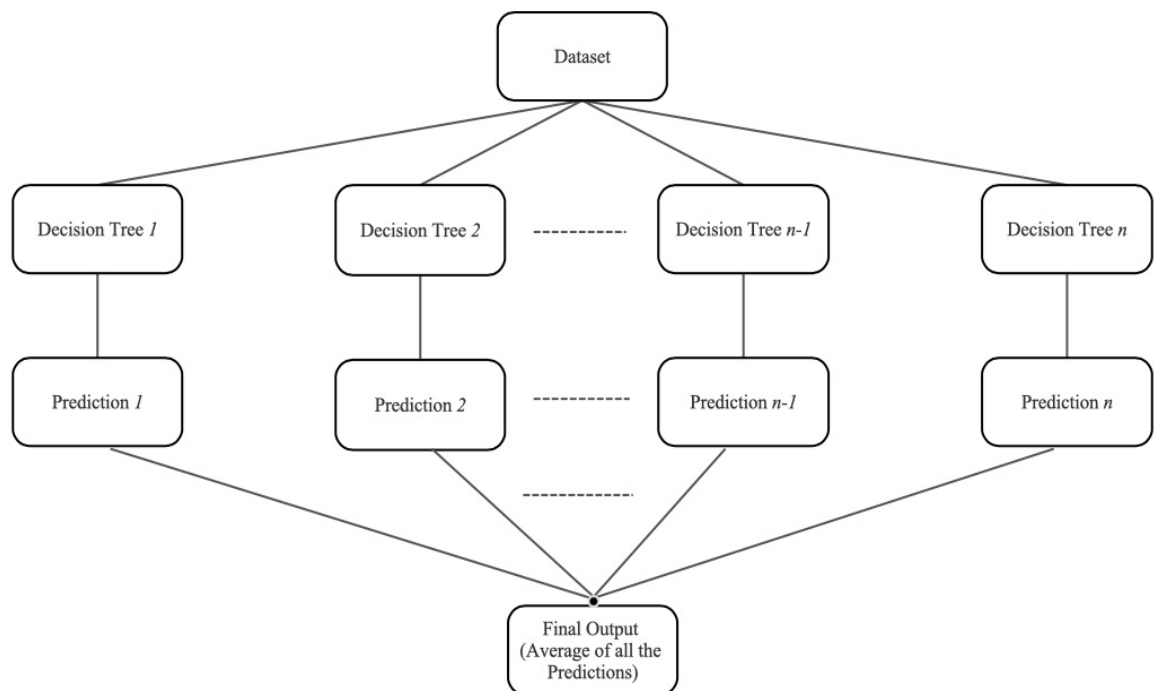 Dataset
Decision Tree 1
Decision Tree 2
Decision Tree n-1
Decision Tree n
Prediction 1
Prediction 2
Prediction n-1
Prediction n
Final Output
(Average of all the
Predictions)